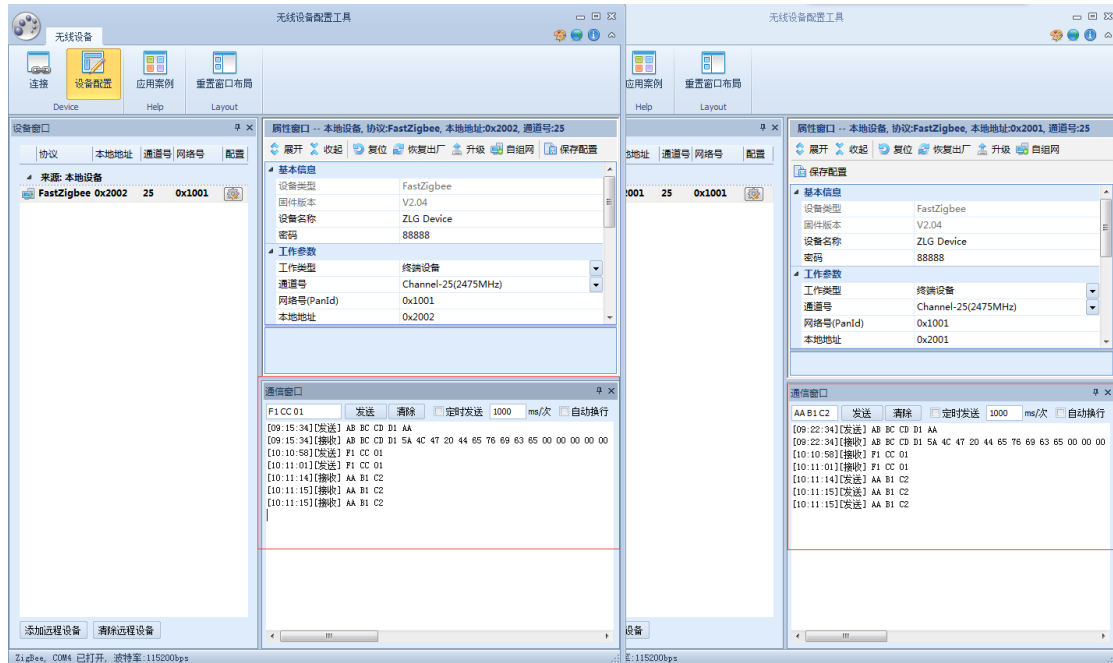 无线设备配置工具
无线设备
连接
设备配置
应用案例
重置窗口布局
Device
Help
Layout
设备窗口
协议 本地地址 通道号 网络号 配置
来源: 本地设备
FastZigbee 0x2002 25 0x1001
添加远程设备 清除远程设备
ZigBee, COM4 已打开, 波特率:115200bps
属性窗口 -- 本地设备, 协议:FastZigbee, 本地地址:0x2002, 通道号:25
展开 收起 复位 恢复出厂 升级 自组网 保存配置
基本信息
设备类型 FastZigbee
固件版本 V2.04
设备名称 ZLG Device
密码 88888
工作参数
工作类型 终端设备
通道号 Channel-25(2475MHz)
网络号(PanId) 0x1001
本地地址 0x2002
通信窗口
F1 CC 01 发送 清除 定时发送 1000 ms/次 自动换行
[09:15:34][发送] AB BC CD D1 AA
[09:15:34][接收] AB BC CD D1 5A 4C 47 20 44 65 76 69 63 65 00 00 00 00 00
[10:10:58][发送] F1 CC 01
[10:11:01][发送] F1 CC 01
[10:11:14][接收] AA B1 C2
[10:11:15][接收] AA B1 C2
[10:11:15][接收] AA B1 C2
无线设备配置工具
应用案例
重置窗口布局
Help
Layout
地址 通道号 网络号 配置
2001 25 0x1001
设备
:115200bps
属性窗口 -- 本地设备, 协议:FastZigbee, 本地地址:0x2001, 通道号:25
展开 收起 复位 恢复出厂 升级 自组网
保存配置
基本信息
设备类型 FastZigbee
固件版本 V2.04
设备名称 ZLG Device
密码 88888
工作参数
工作类型 终端设备
通道号 Channel-25(2475MHz)
网络号(PanId) 0x1001
本地地址 0x2001
通信窗口
AA B1 C2 发送 清除 定时发送 1000 ms/次 自动换行
[09:22:34][发送] AB BC CD D1 AA
[09:22:34][接收] AB BC CD D1 5A 4C 47 20 44 65 76 69 63 65 00 00 00
[10:10:58][接收] F1 CC 01
[10:11:01][接收] F1 CC 01
[10:11:14][发送] AA B1 C2
[10:11:15][发送] AA B1 C2
[10:11:15][发送] AA B1 C2